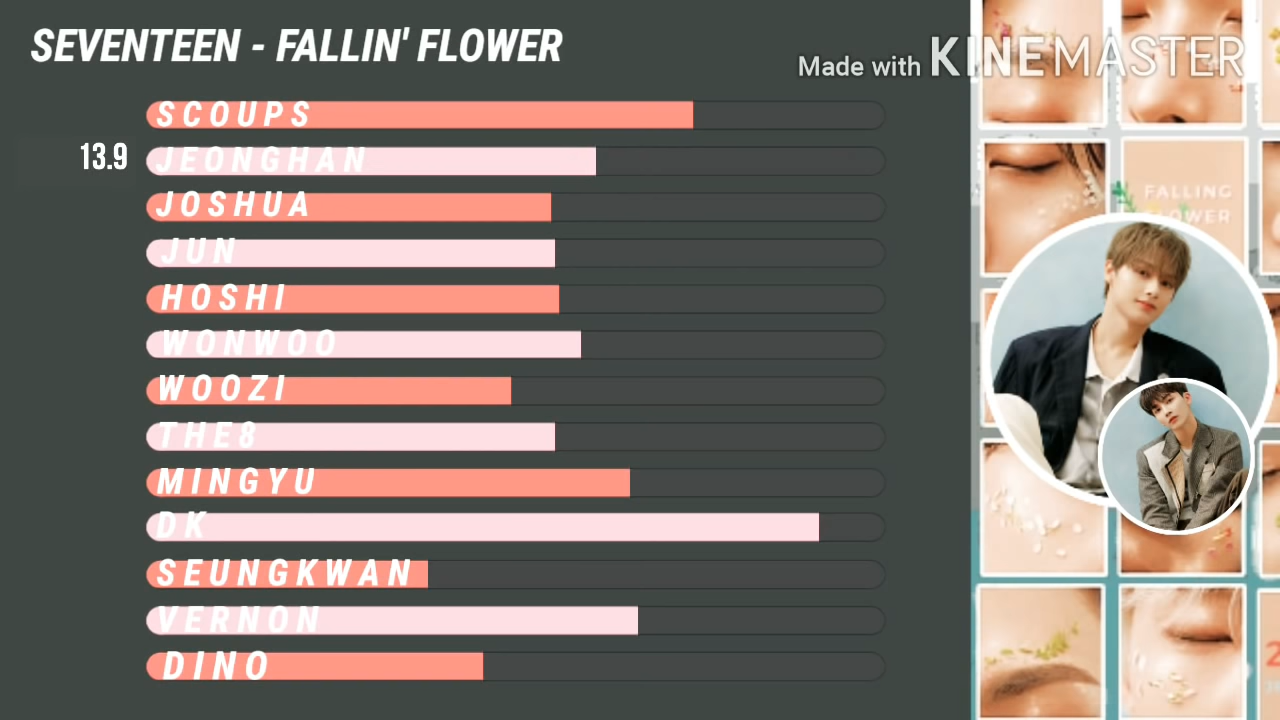 SEVENTEEN - FALLIN' FLOWER
Made with KINEMASTER
SCOUPS
13.9
JEONGHAN
JOSHUA
JUN
HOSHI
WONWOO
WOOZI
THE8
MINGYU
DK
SEUNGKWAN
VERNON
DINO
FALLING
FLOWER